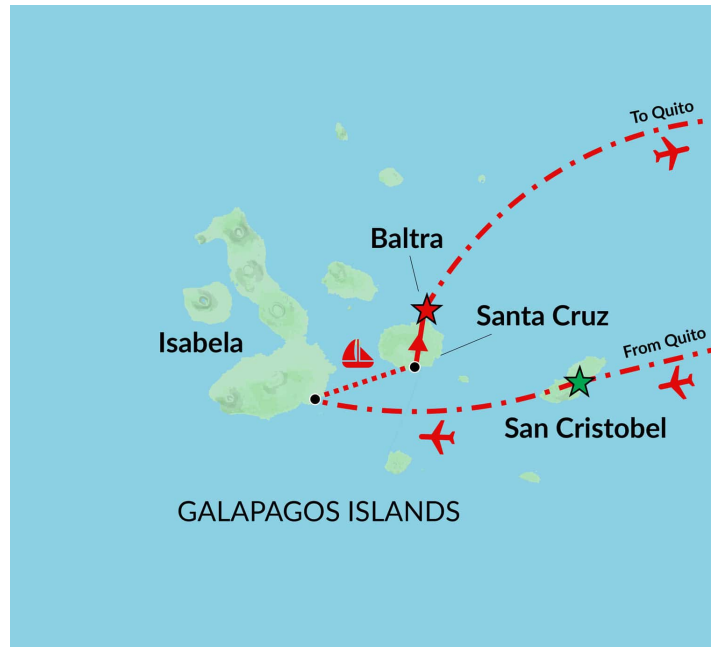 To Quito
Baltra
Santa Cruz
Isabela
From Quito
San Cristobel
GALAPAGOS ISLANDS